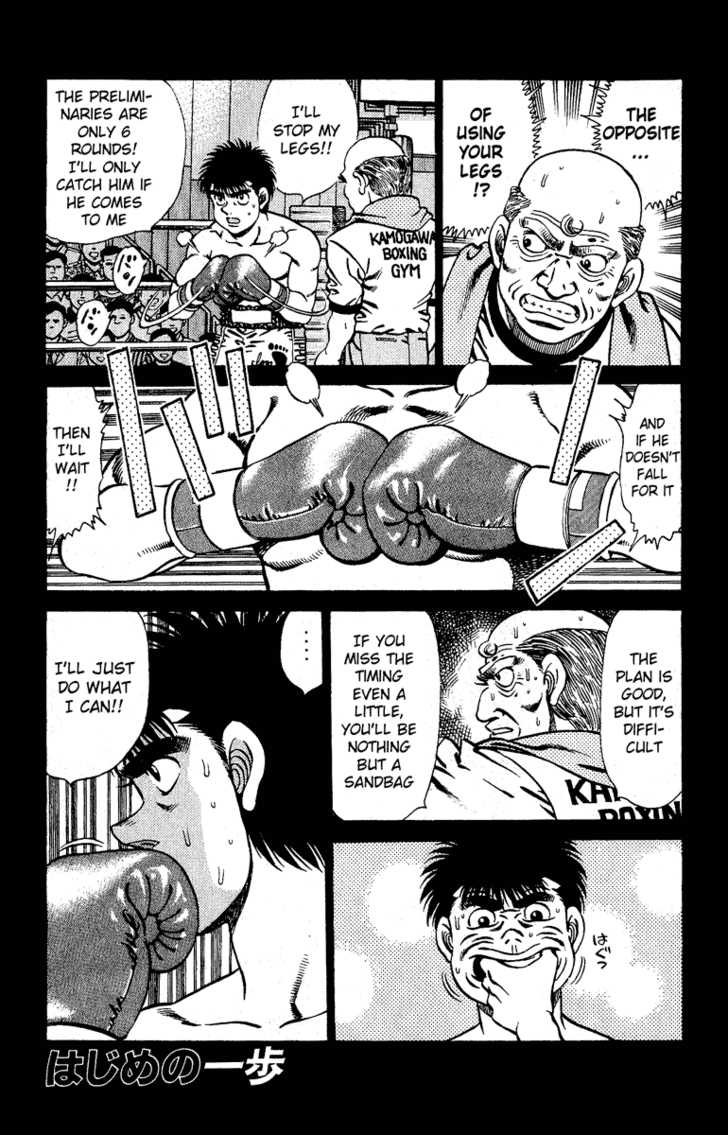 THE
OPPOSITE
...
OF
USING
YOUR
LEGS
!?
I'LL
STOP MY
LEGS!!
KAMOGAWA
BOXING
GYM
THE PRELIMI-
NARIES ARE
ONLY 6
ROUNDS!
I'LL ONLY
CATCH HIM IF
HE COMES
TO ME
AND
IF HE
DOESN'T
FALL
FOR IT
THEN
I'LL
WAIT
!!
THE
PLAN IS
GOOD,
BUT IT'S
DIFFI-
CULT
IF YOU
MISS THE
TIMING
EVEN A
LITTLE,
YOU'LL BE
NOTHING
BUT A
SANDBAG
KA
BOXING
....
I'LL JUST
DO WHAT
I CAN!!
はぐっ
はじめの一歩